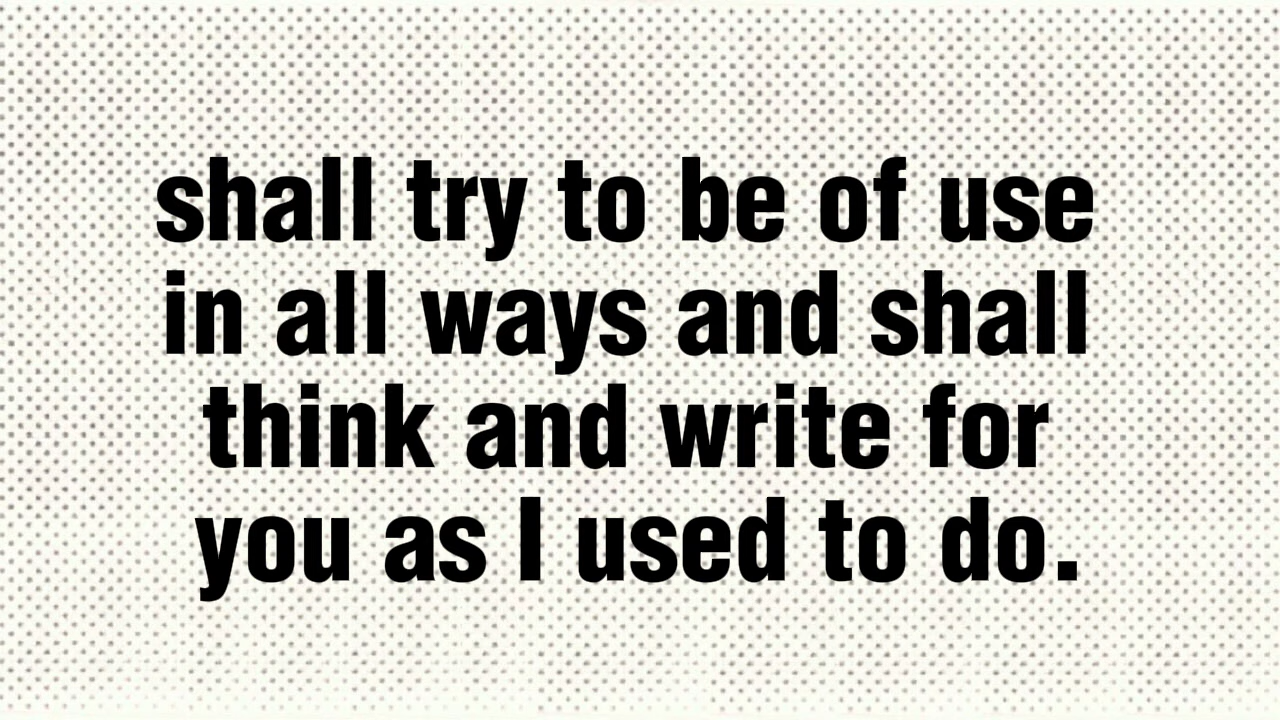 shall try to be of use
in all ways and shall
think and write for
you as I used to do.